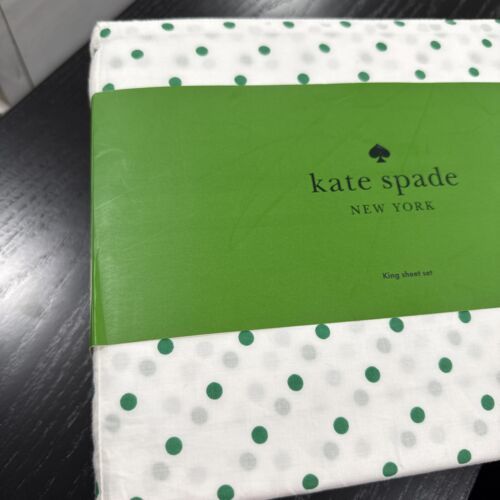 kate spade
NEW YORK
King sheet set